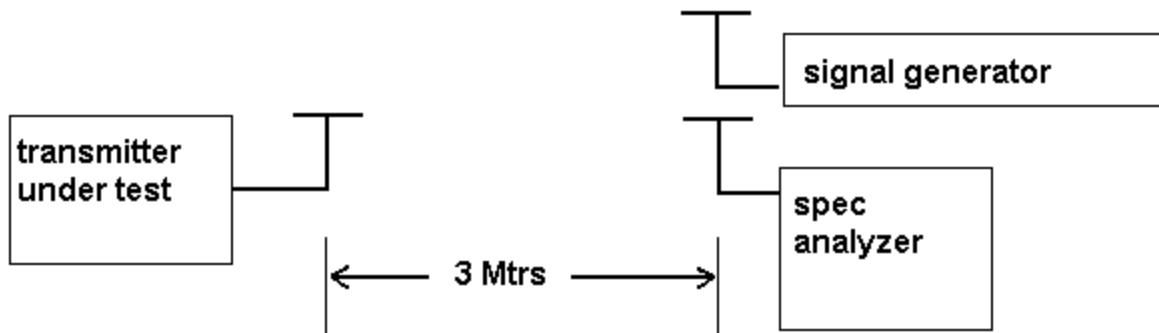 signal generator
transmitter
under test
spec
analyzer
3 Mtrs